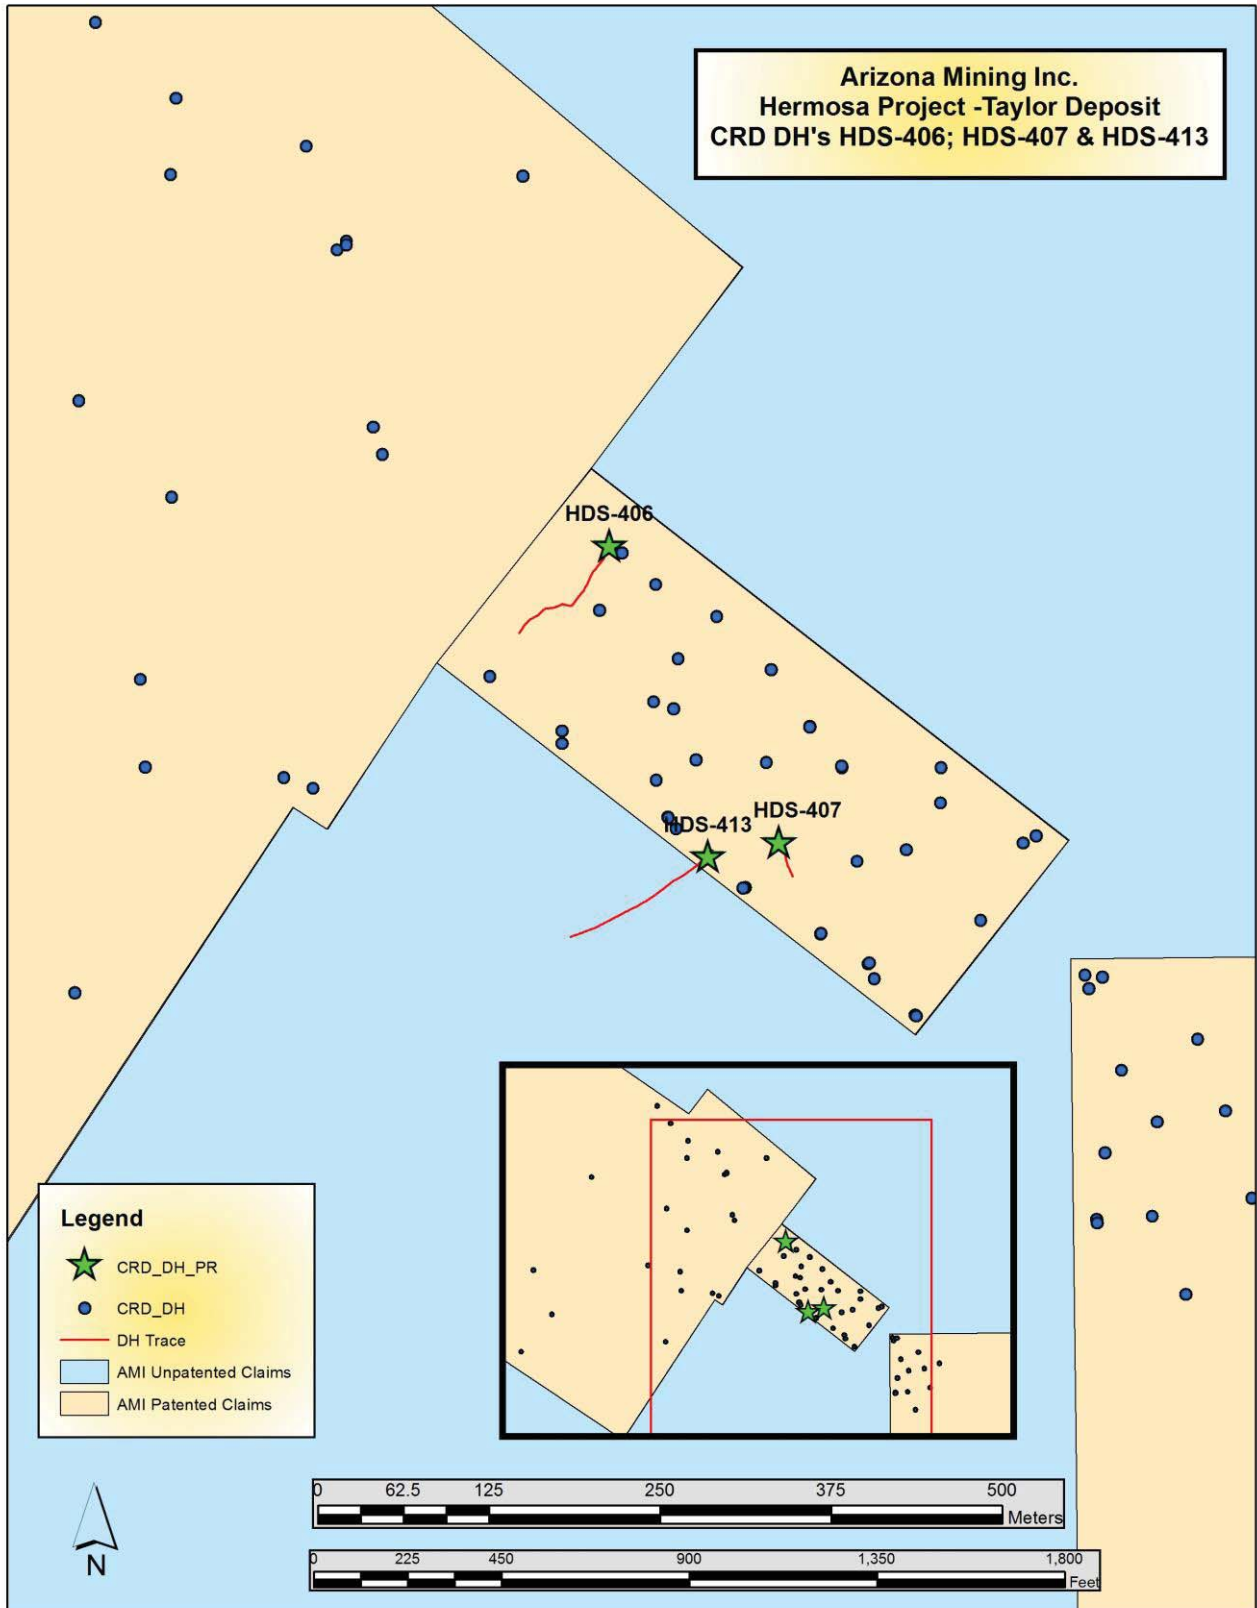 Arizona Mining Inc.
Hermosa Project -Taylor Deposit
CRD DH's HDS-406; HDS-407 & HDS-413
HDS-406
HDS-407
HDS-413
Legend
CRD_DH_PR
CRD_DH
DH Trace
AMI Unpatented Claims
AMI Patented Claims
N
0 62.5 125 250 375 500
Meters
0 225 450 900 1,350 1,800
Feet